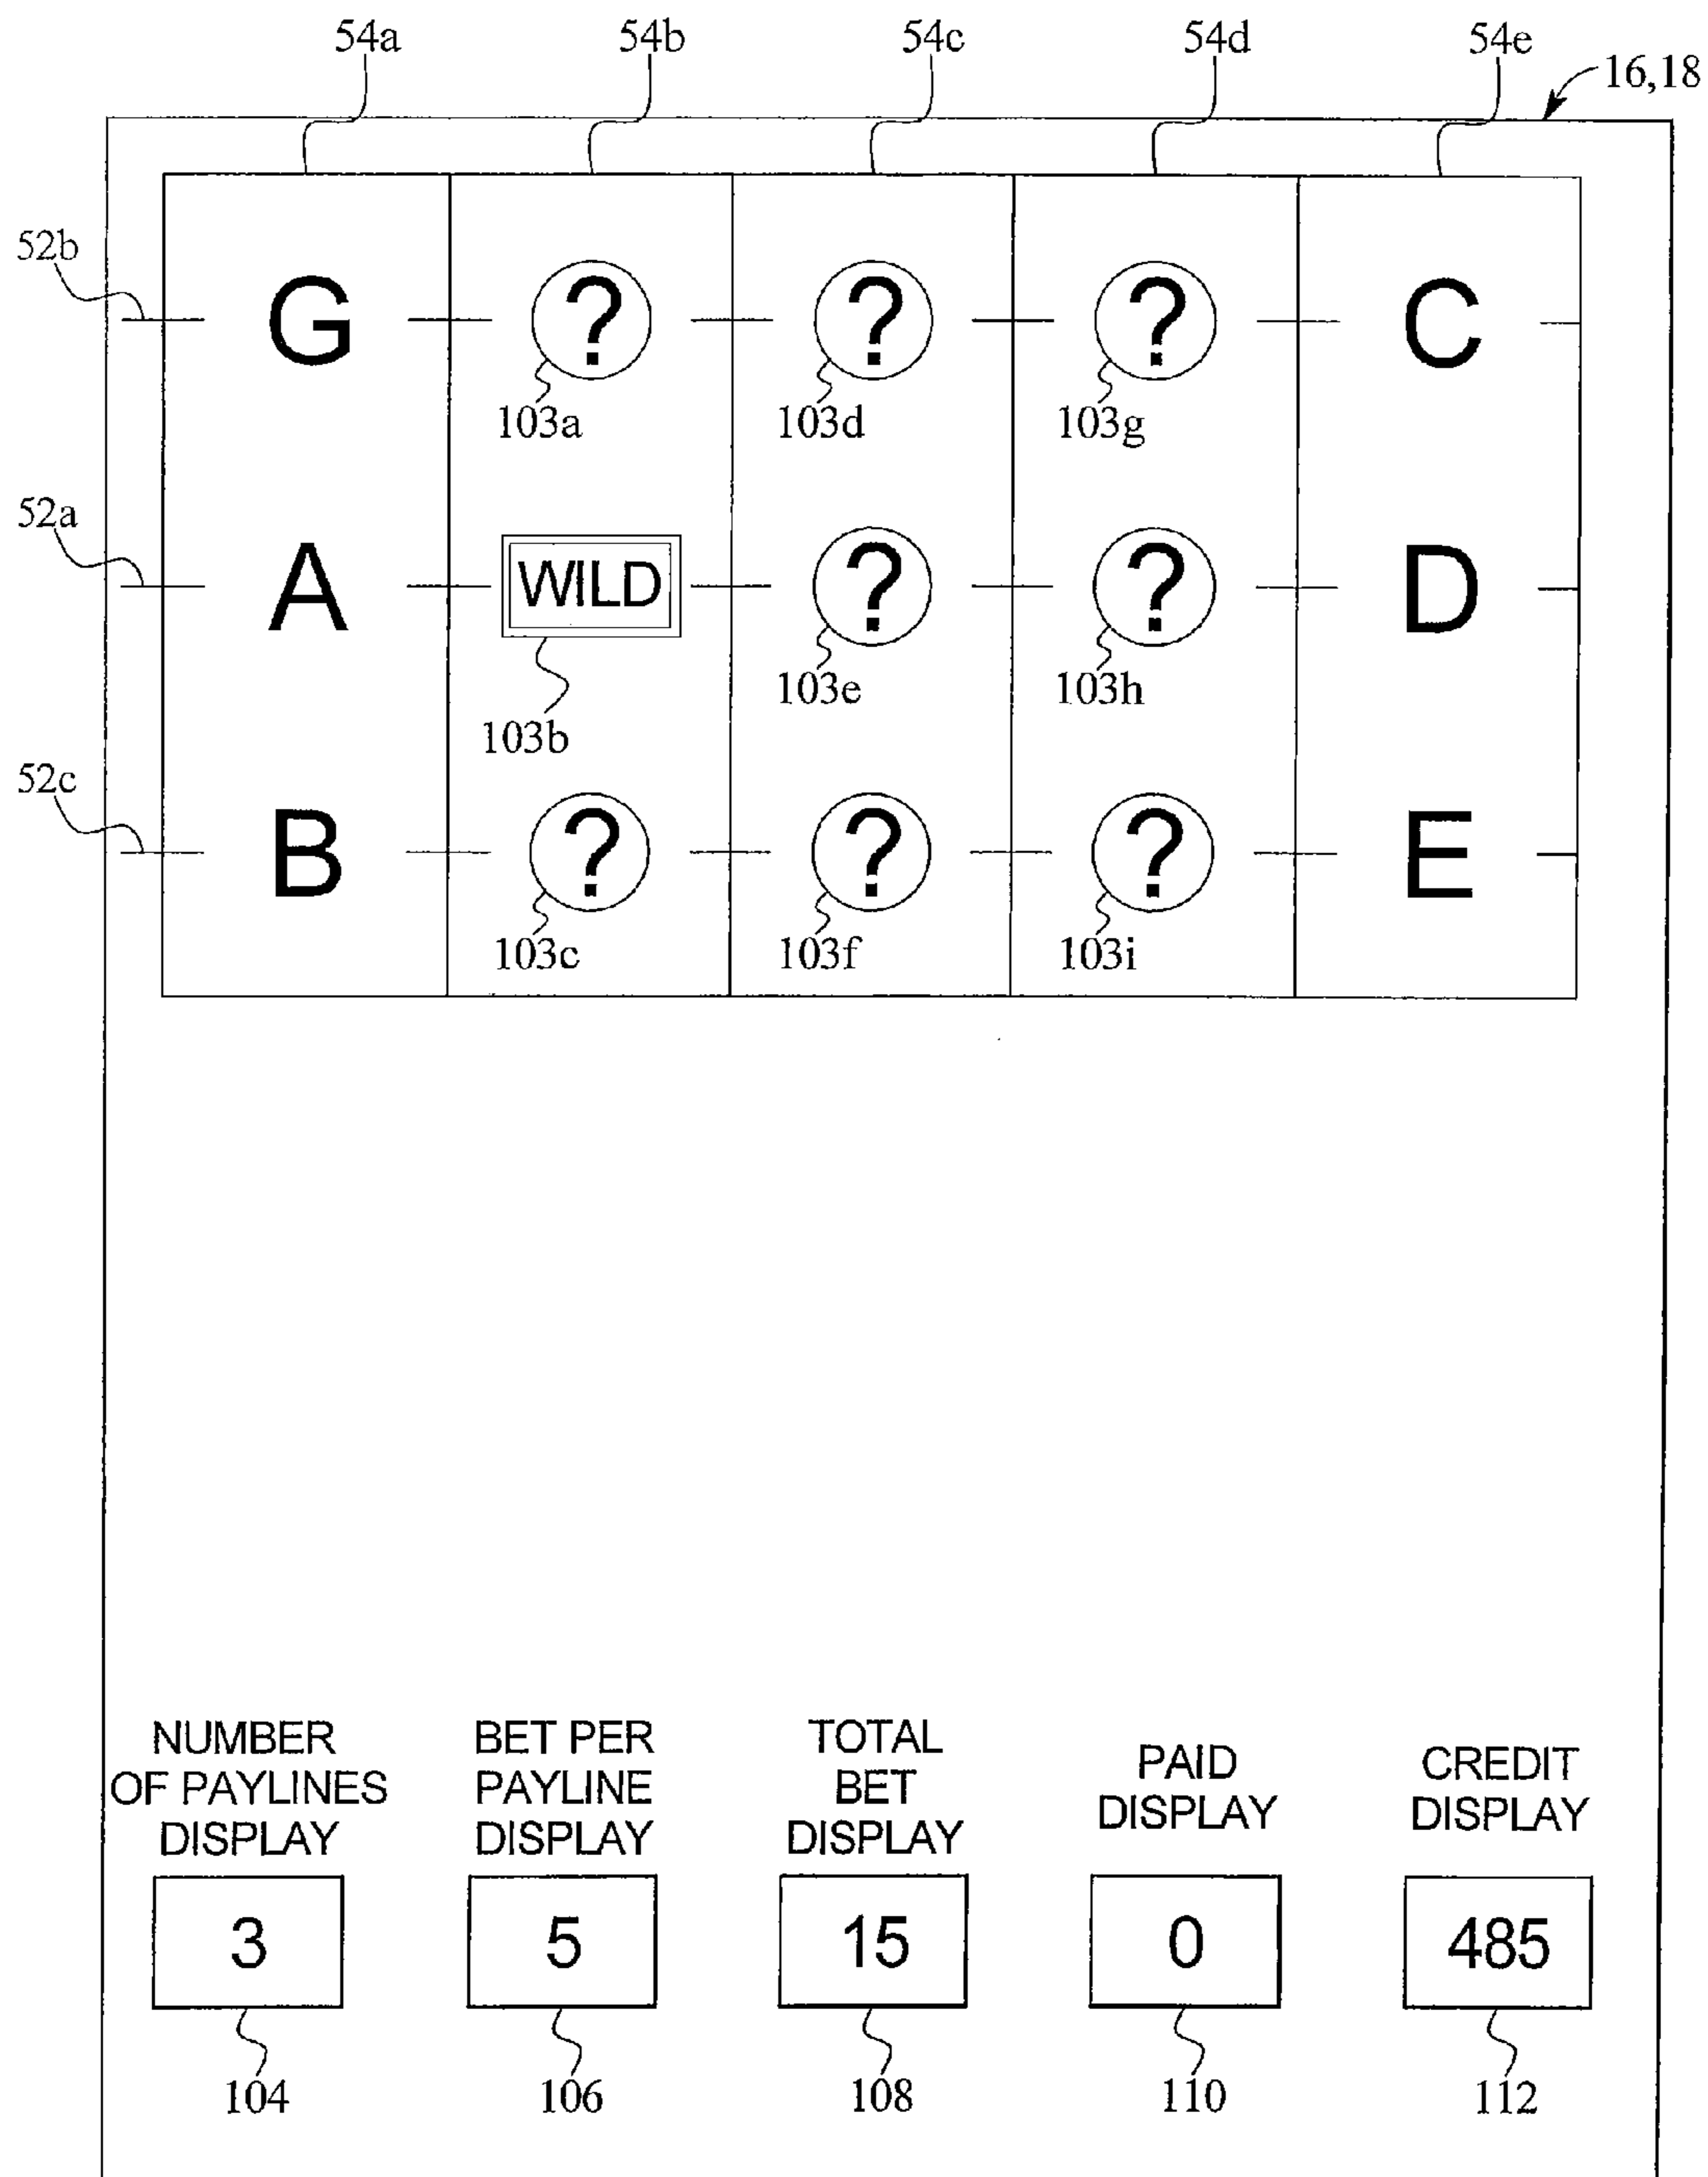 54a 54b 54c 54d 54e
16,18
52b
G ? ? ? C
103a 103d 103g
52a
A WILD ? ? D
103e 103h
103b
52c
B ? ? ? E
103c 103f 103i
NUMBER
OF PAYLINES
DISPLAY
BET PER
PAYLINE
DISPLAY
TOTAL
BET
DISPLAY
PAID
DISPLAY
CREDIT
DISPLAY
3 5 15 0 485
104 106 108 110 112